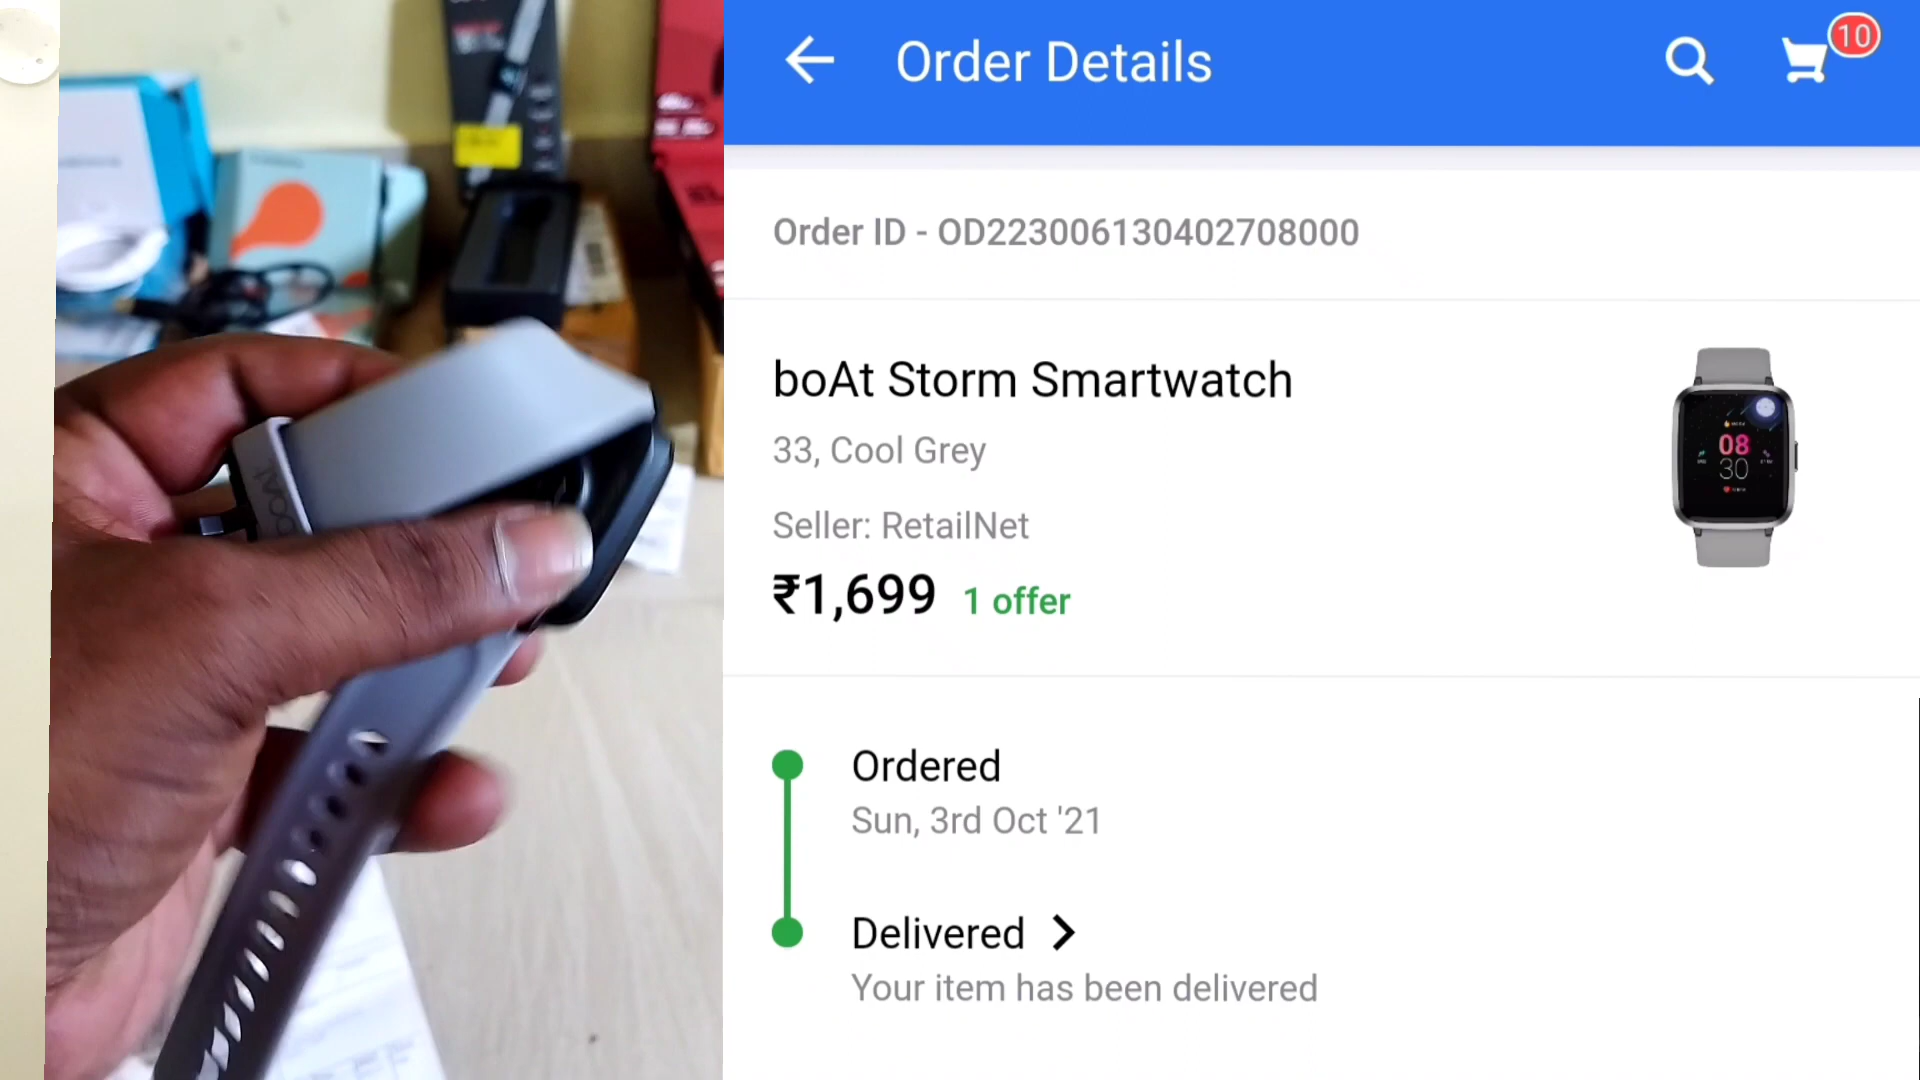 Order Details
10
Order ID - OD223006130402708000
boAt Storm Smartwatch
33, Cool Grey
08
30
Seller: RetailNet
₹1,699 1 offer
Ordered
Sun, 3rd Oct '21
Delivered
Your item has been delivered